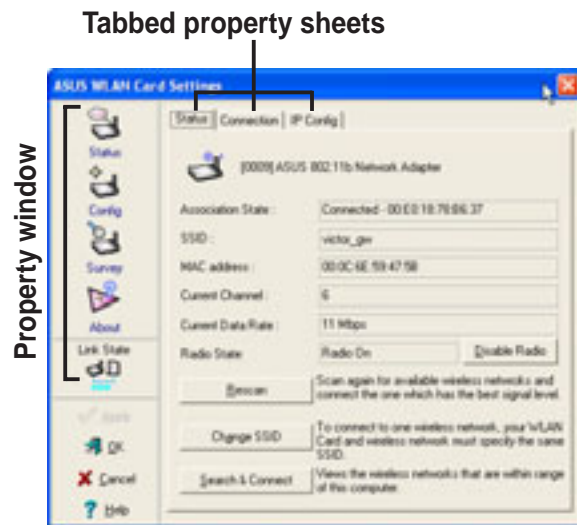 Tabbed property sheets
Property window
ASUS WLAN Card Settings
Status
Config
Survey
About
Link State
Apply
OK
Cancel
Help
Status Connection IP Config
[0009] ASUS 802.11b Network Adapter
Association State : Connected - 00:E0:18:78:B6:37
SSID : victor_gw
MAC address : 00:0C:6E:59:47:5B
Current Channel : 6
Current Data Rate : 11 Mbps
Radio State Radio On Disable Radio
Rescan
Scan again for available wireless networks and
connect the one which has the best signal level.
Change SSID
To connect to one wireless network, your WLAN
Card and wireless network must specify the same
SSID.
Search & Connect
Views the wireless networks that are within range
of this computer.